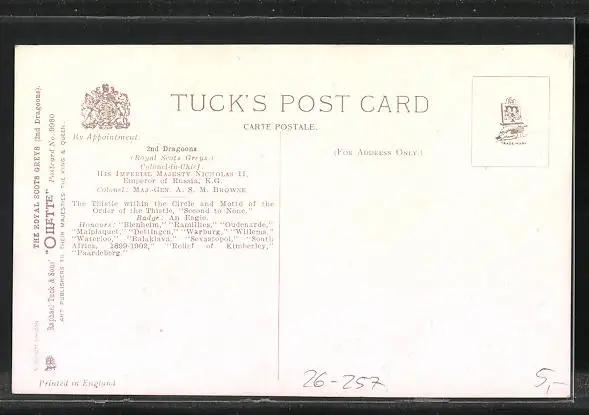 TUCK'S POST CARD
CARTE POSTALE.
(FOR ADDRESS ONLY.)
TRADE MARK
By Appointment.
2nd Dragoons
(Royal Scots Greys.)
Colonel-in-Chief:
HIS IMPERIAL MAJESTY NICHOLAS II,
Emperor of Russia, K.G.
Colonel: MAJ-GEN. A. S. M. BROWNE
The Thistle within the Circle and Motto of the
Order of the Thistle, "Second to None."
Badge: An Eagle.
Honours: "Blenheim," "Ramillies," "Oudenarde,"
"Malplaquet," "Dettingen," "Warburg," "Willems,"
"Waterloo," "Balaklava," "Sevastopol," "South
Africa, 1899-1902," "Relief of Kimberley,"
"Paardeberg."
THE ROYAL SCOTS GREYS (2nd Dragoons).
Raphael Tuck & Sons' "OILETTE" Postcard No. 9980
ART PUBLISHERS TO THEIR MAJESTIES THE KING & QUEEN.
Printed in England
26-257
5,-